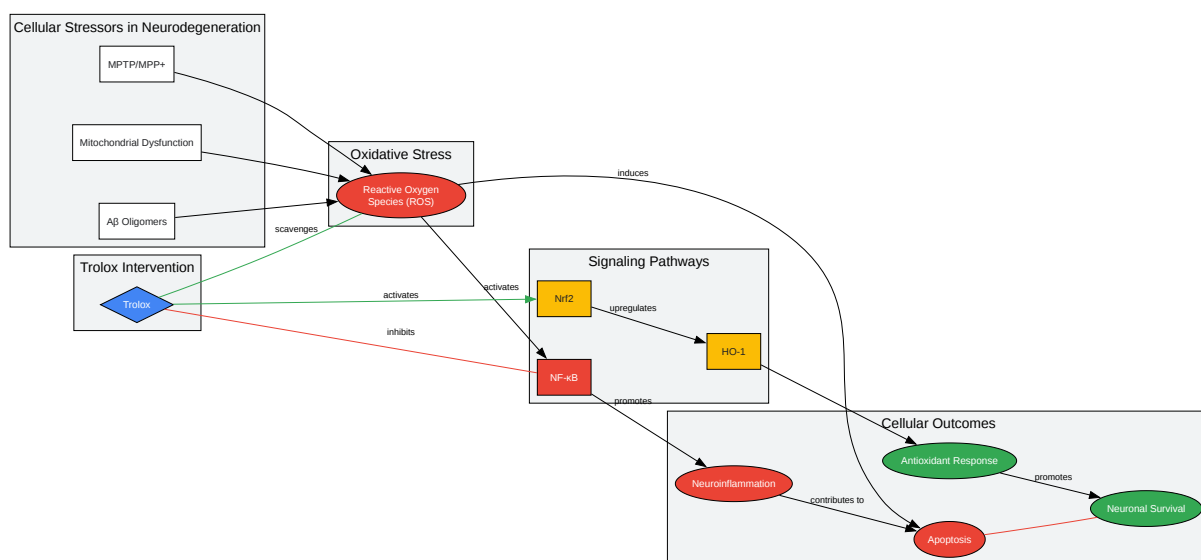 Cellular Stressors in Neurodegeneration
MPTP/MPP+
Mitochondrial Dysfunction
Aβ Oligomers
Oxidative Stress
Reactive Oxygen
Species (ROS)
induces
scavenges
Trolox Intervention
Trolox
activates
inhibits
activates
Signaling Pathways
Nrf2
upregulates
HO-1
NF-κB
promotes
Cellular Outcomes
Antioxidant Response
promotes
Neuroinflammation
contributes to
Neuronal Survival
Apoptosis